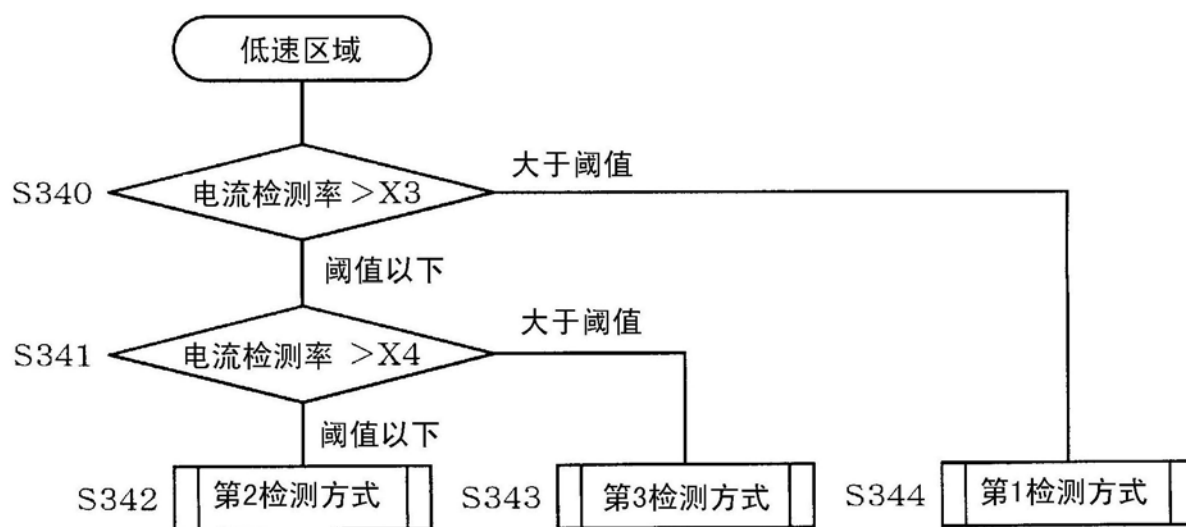 低速区域
大于阈值
S340
电流检测率 >X3
阈值以下
大于阈值
S341
电流检测率 >X4
阈值以下
S342
第2检测方式
S343
第3检测方式
S344
第1检测方式